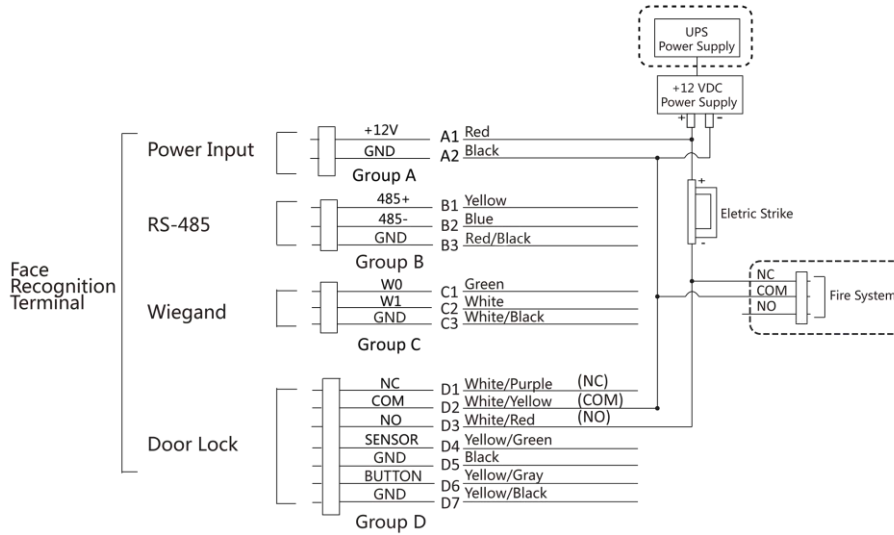 UPS
Power Supply
+12 VDC
Power Supply
+ -
Power Input
+12V A1 Red
GND A2 Black
Group A
RS-485
485+ B1 Yellow
485- B2 Blue
GND B3 Red/Black
Group B
+
Eletric Strike
-
Face
Recognition
Terminal
Wiegand
W0 C1 Green
W1 C2 White
GND C3 White/Black
Group C
NC
COM
NO
Fire System
Door Lock
NC D1 White/Purple (NC)
COM D2 White/Yellow (COM)
NO D3 White/Red (NO)
SENSOR D4 Yellow/Green
GND D5 Black
BUTTON D6 Yellow/Gray
GND D7 Yellow/Black
Group D